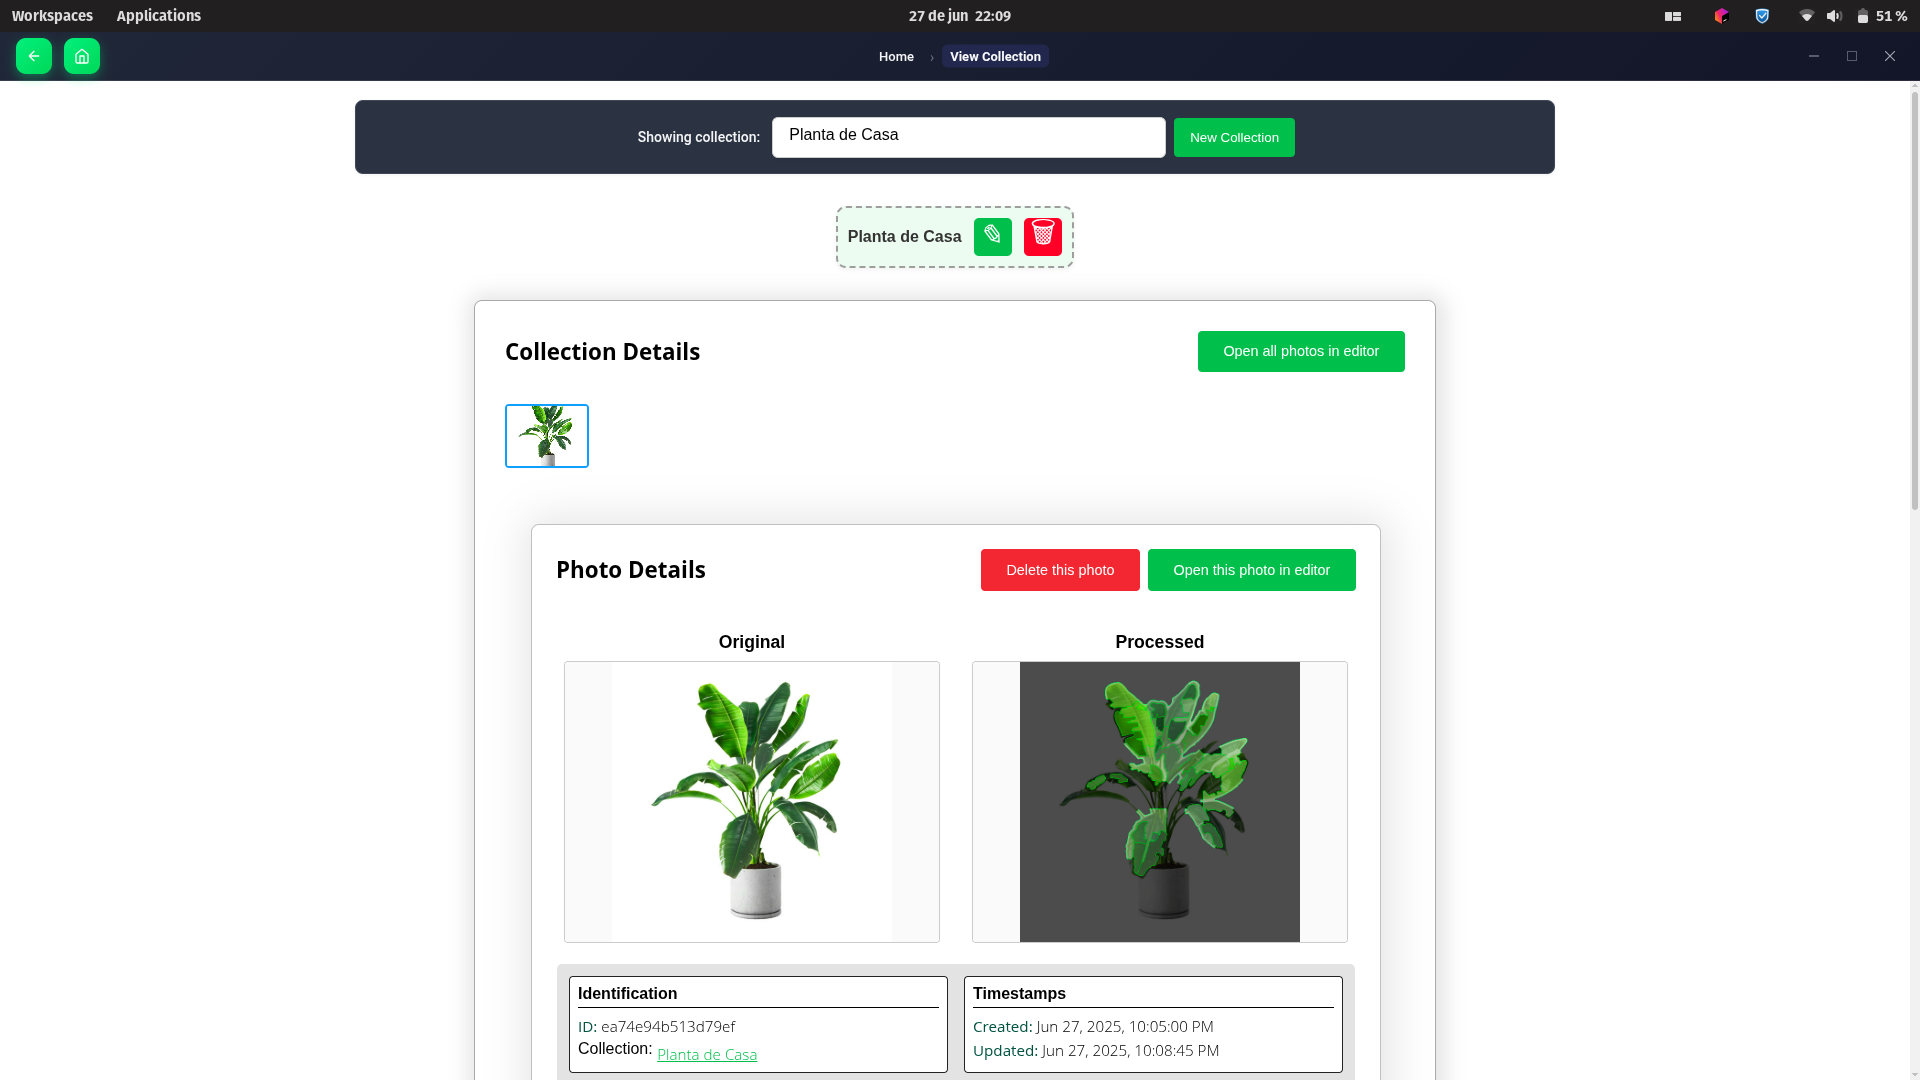 Workspaces Applications 27 de jun 22:09 51 %
Home › View Collection
Showing collection: Planta de Casa New Collection
Planta de Casa
Collection Details Open all photos in editor
Photo Details Delete this photo Open this photo in editor
Original Processed
Identification
ID: ea74e94b513d79ef
Collection: Planta de Casa
Timestamps
Created: Jun 27, 2025, 10:05:00 PM
Updated: Jun 27, 2025, 10:08:45 PM